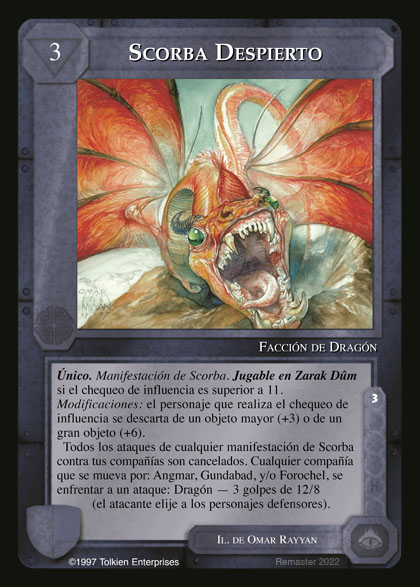 3
Scorba Despierto
Facción de Dragón
Único. Manifestación de Scorba. Jugable en Zarak Dûm
si el chequeo de influencia es superior a 11.
Modificaciones: el personaje que realiza el chequeo de
influencia se descarta de un objeto mayor (+3) o de un
gran objeto (+6).
Todos los ataques de cualquier manifestación de Scorba
contra tus compañías son cancelados. Cualquier compañía
que se mueva por: Angmar, Gundabad, y/o Forochel, se
enfrentar a un ataque: Dragón — 3 golpes de 12/8
(el atacante elije a los personajes defensores).
3
H
Il. de Omar Rayyan
©1997 Tolkien Enterprises
Remaster 2022